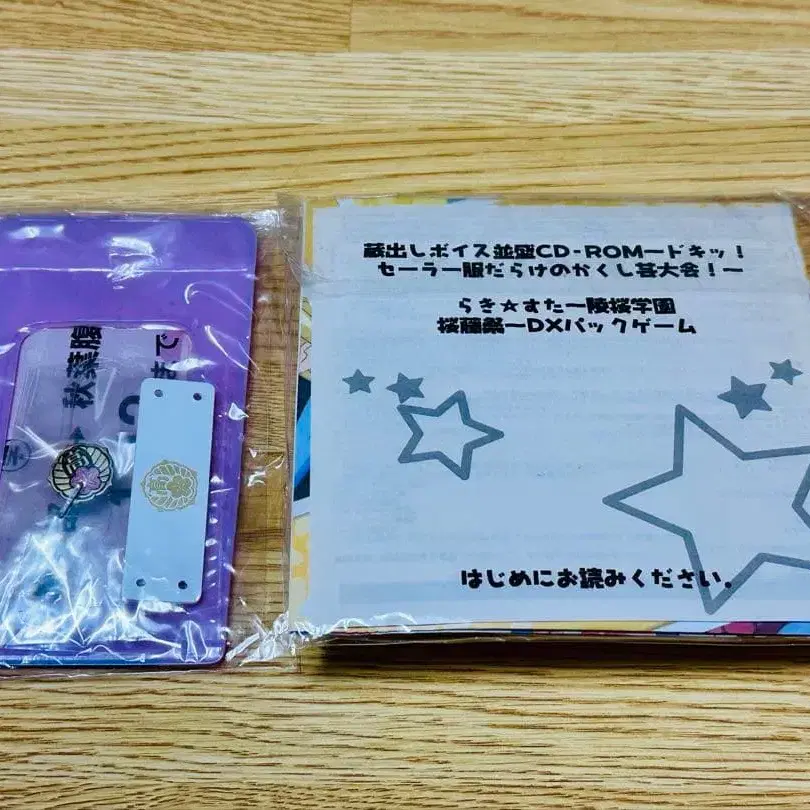 蔵出しボイス並盛CD-ROMードキッ！
セーラー服だらけのかくし芸大会！ー
らき☆すたー陵桜学園
桜藤祭ーDXパックゲーム
はじめにお読みください。
秋葉腹
まで